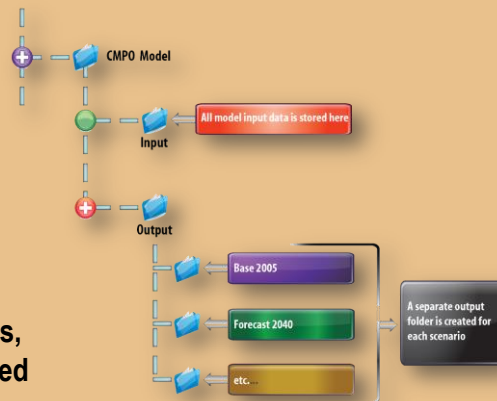 CMPO Model
All model input data is stored here
Input
Output
Base 2005
Forecast 2040
etc...
A separate output
folder is created for
each scenario
s,
ed